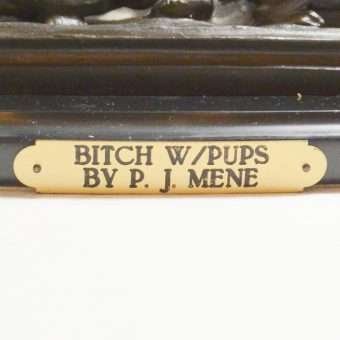 BITCH W/PUPS
BY P. J. MENE